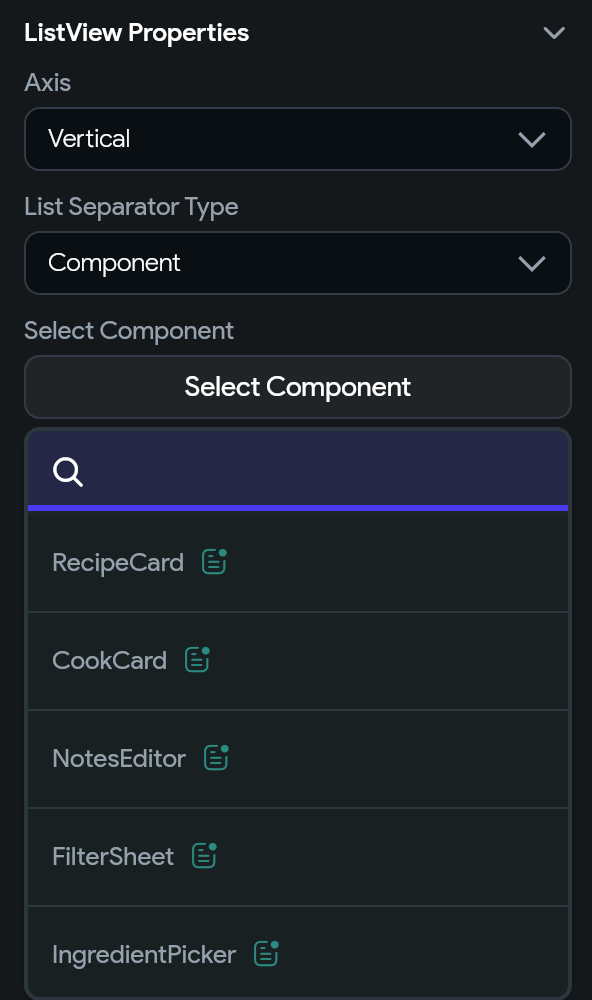 ListView Properties
Axis
Vertical
List Separator Type
Component
Select Component
Select Component
RecipeCard
CookCard
NotesEditor
FilterSheet
IngredientPicker